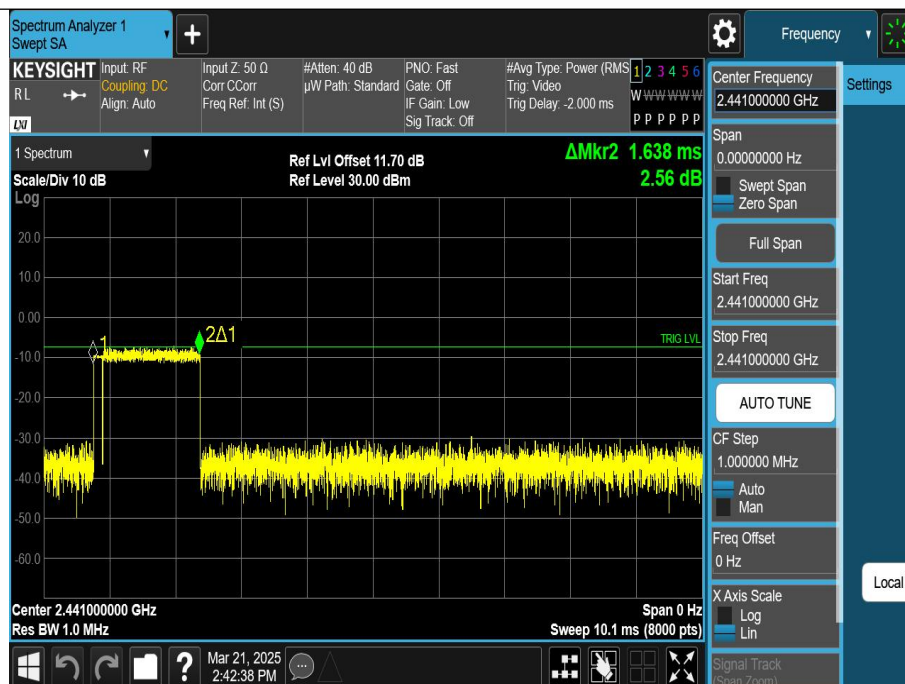 Spectrum Analyzer 1
Swept SA
+
Frequency
KEYSIGHT
R L
LXI
Input: RF
Coupling: DC
Align: Auto
Input Z: 50 Ω
Corr CCorr
Freq Ref: Int (S)
#Atten: 40 dB
µW Path: Standard
PNO: Fast
Gate: Off
IF Gain: Low
Sig Track: Off
#Avg Type: Power (RMS
Trig: Video
Trig Delay: -2.000 ms
1 2 3 4 5 6
W W W W W W
P P P P P P
1 Spectrum
Scale/Div 10 dB
Log
Ref Lvl Offset 11.70 dB
Ref Level 30.00 dBm
ΔMkr2 1.638 ms
2.56 dB
20.0
10.0
0.00
-10.0
-20.0
-30.0
-40.0
-50.0
-60.0
1
2Δ1
TRIG LVL
Center 2.441000000 GHz
Res BW 1.0 MHz
Span 0 Hz
Sweep 10.1 ms (8000 pts)
?
Mar 21, 2025
2:42:38 PM
Center Frequency
2.441000000 GHz
Span
0.00000000 Hz
Swept Span
Zero Span
Full Span
Start Freq
2.441000000 GHz
Stop Freq
2.441000000 GHz
AUTO TUNE
CF Step
1.000000 MHz
Auto
Man
Freq Offset
0 Hz
X Axis Scale
Log
Lin
Signal Track
(Span Zoom)
Settings
Local